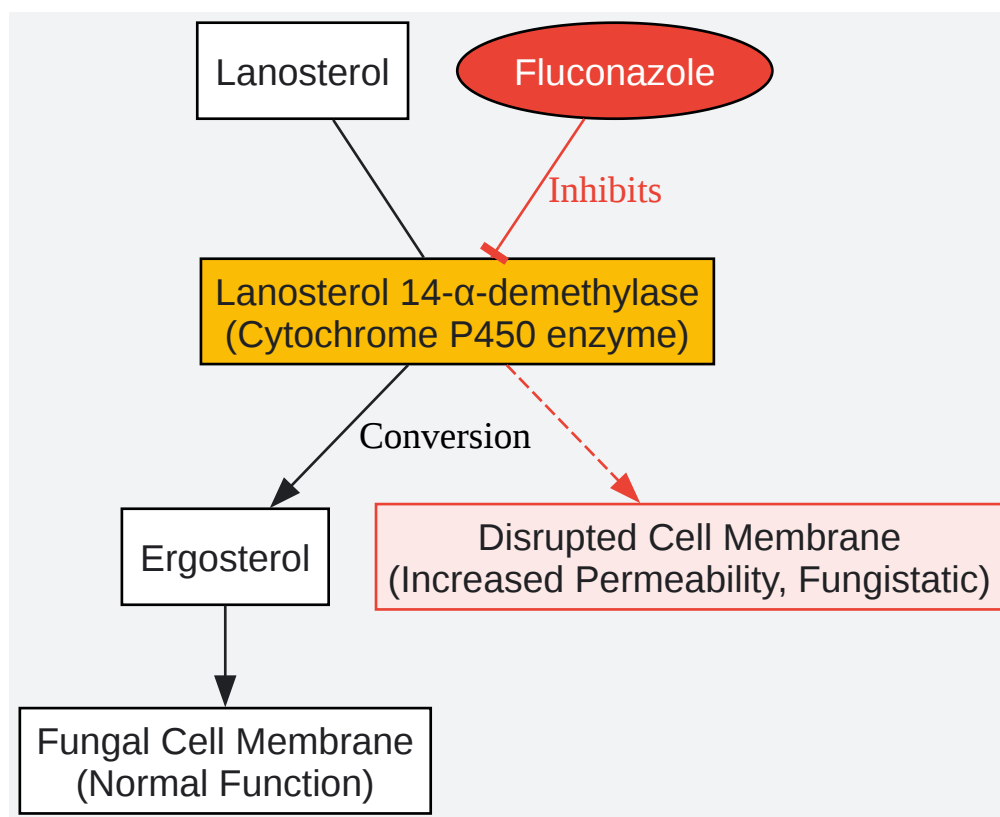 Lanosterol
Fluconazole
Inhibits
Lanosterol 14-α-demethylase
(Cytochrome P450 enzyme)
Conversion
Ergosterol
Disrupted Cell Membrane
(Increased Permeability, Fungistatic)
Fungal Cell Membrane
(Normal Function)